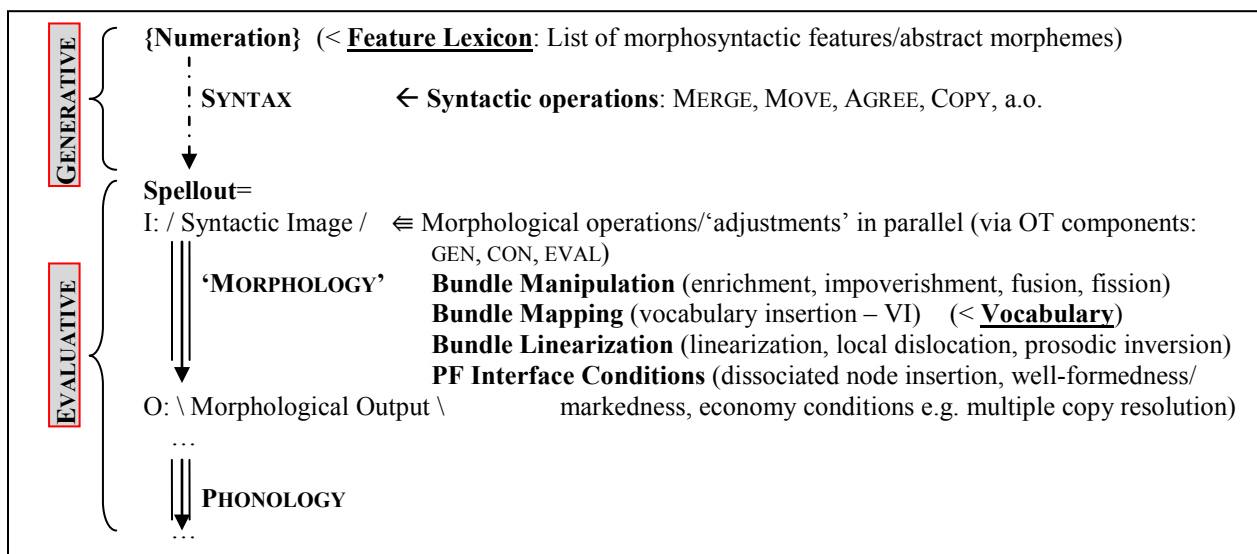 GENERATIVE
{Numeration} (< Feature Lexicon: List of morphosyntactic features/abstract morphemes)
SYNTAX ← Syntactic operations: MERGE, MOVE, AGREE, COPY, a.o.
EVALUATIVE
Spellout=
I: / Syntactic Image / ⇚ Morphological operations/‘adjustments’ in parallel (via OT components:
GEN, CON, EVAL)
‘MORPHOLOGY’ Bundle Manipulation (enrichment, impoverishment, fusion, fission)
Bundle Mapping (vocabulary insertion – VI) (< Vocabulary)
Bundle Linearization (linearization, local dislocation, prosodic inversion)
PF Interface Conditions (dissociated node insertion, well-formedness/
O: \ Morphological Output \ markedness, economy conditions e.g. multiple copy resolution)
…
PHONOLOGY
…